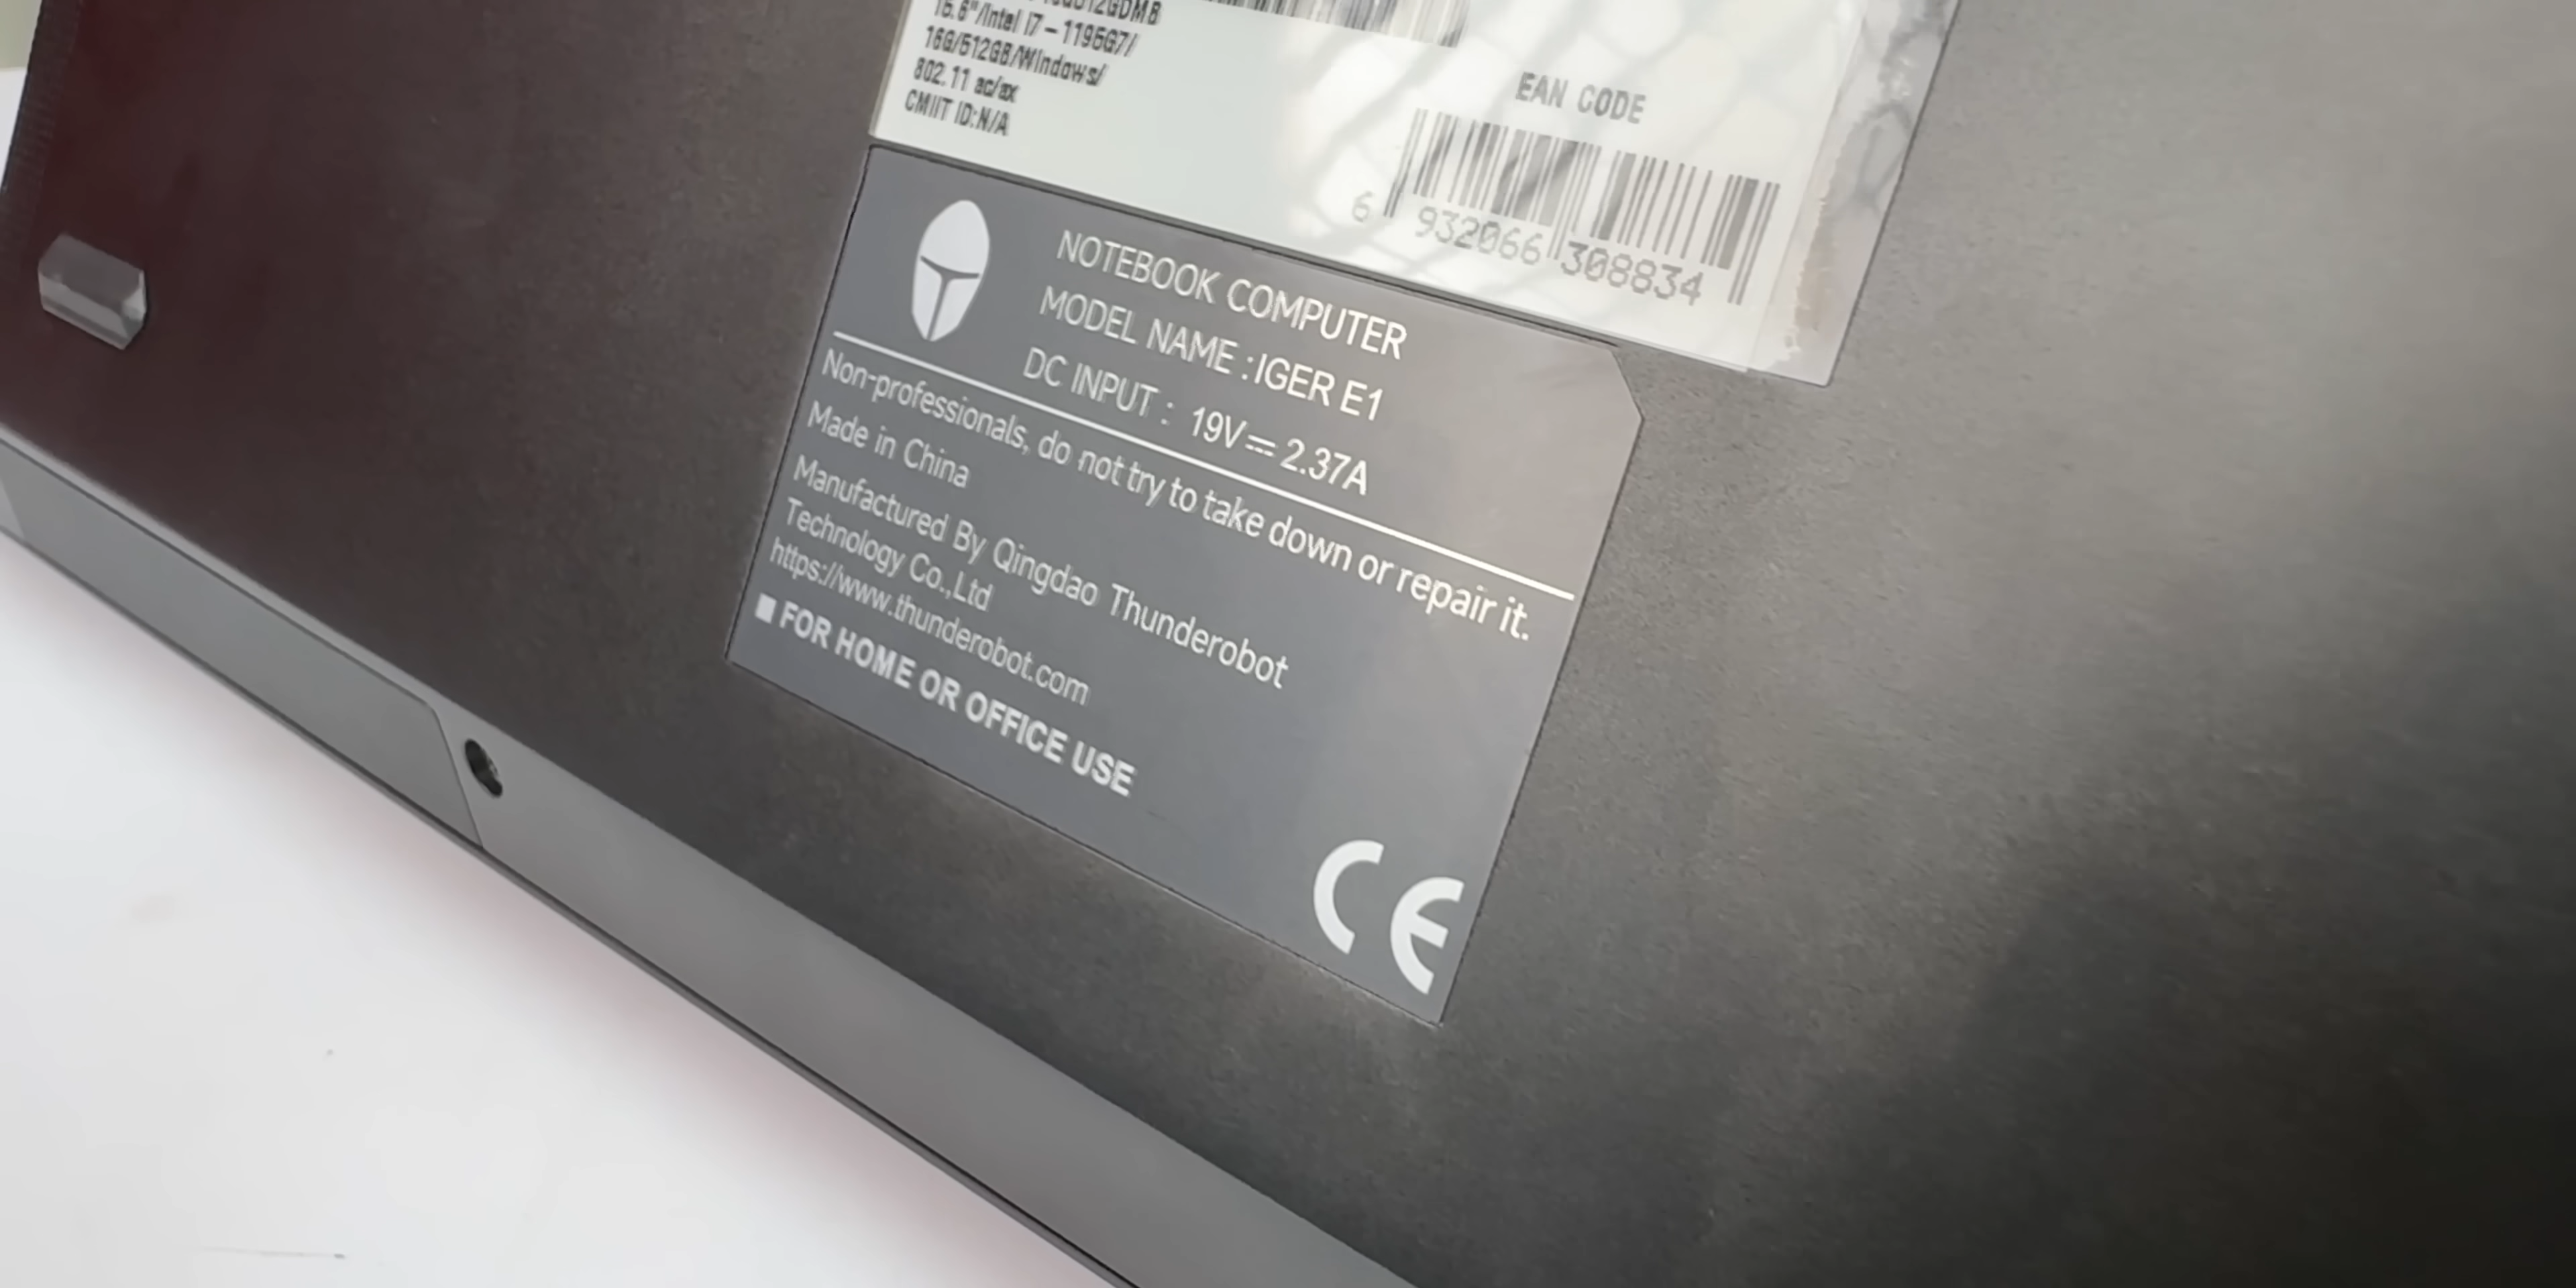 15.6"/Intel i7-1195G7/
16G/512GB/Windows/
802.11 ac/ax
CMIIT ID:N/A
EAN CODE
6 932066 308834
NOTEBOOK COMPUTER
MODEL NAME :IGER E1
DC INPUT : 19V⎓2.37A
Non-professionals, do not try to take down or repair it.
Made in China
Manufactured By Qingdao Thunderobot
Technology Co.,Ltd
https://www.thunderobot.com
■ FOR HOME OR OFFICE USE
CE